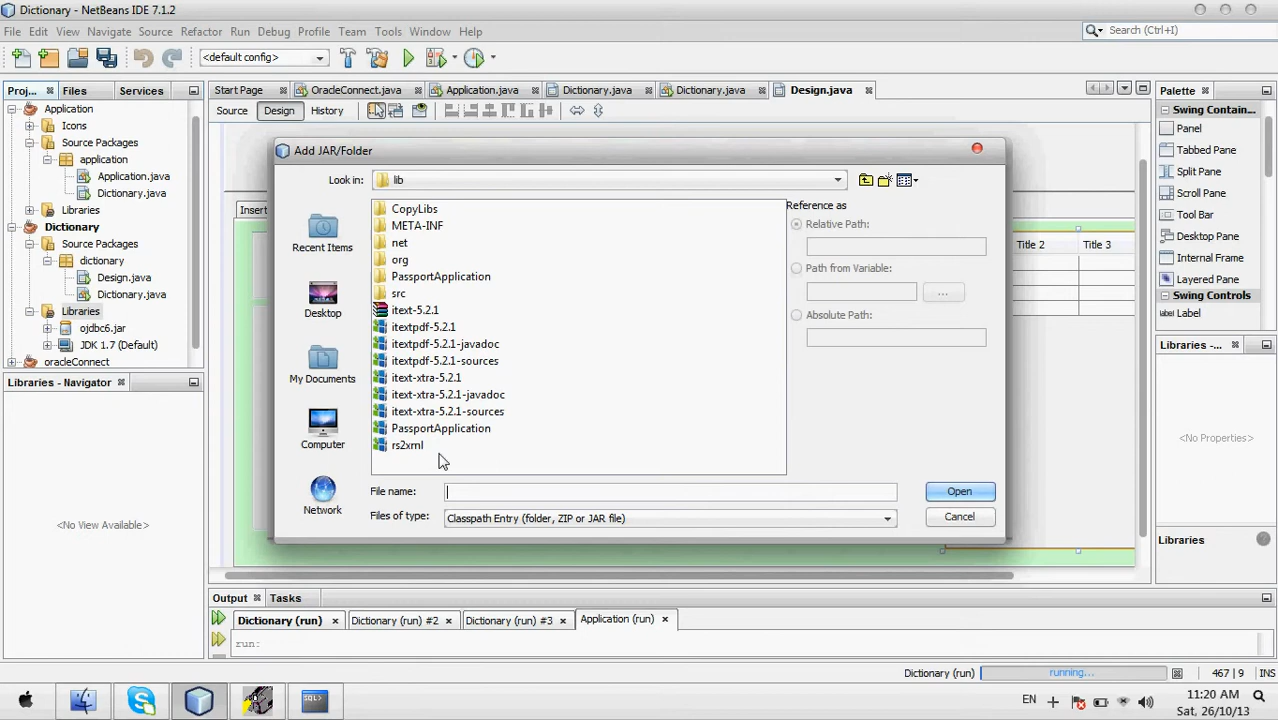 Dictionary - NetBeans IDE 7.1.2
File Edit View Navigate Source Refactor Run Debug Profile Team Tools Window Help
Search (Ctrl+I)
<default config>
Proj... Files Services
Start Page OracleConnect.java Application.java Dictionary.java Dictionary.java Design.java
Palette
Source Design History
Application
Icons
Source Packages
application
Application.java
Dictionary.java
Libraries
Dictionary
Source Packages
dictionary
Design.java
Dictionary.java
Libraries
ojdbc6.jar
JDK 1.7 (Default)
oracleConnect
Libraries - Navigator
<No View Available>
Insert
Add JAR/Folder
Look in: lib
Recent Items
Desktop
My Documents
Computer
Network
CopyLibs
META-INF
net
org
PassportApplication
src
itext-5.2.1
itextpdf-5.2.1
itextpdf-5.2.1-javadoc
itextpdf-5.2.1-sources
itext-xtra-5.2.1
itext-xtra-5.2.1-javadoc
itext-xtra-5.2.1-sources
PassportApplication
rs2xml
Reference as
Relative Path:
Path from Variable:
...
Absolute Path:
File name:
Open
Files of type: Classpath Entry (folder, ZIP or JAR file)
Cancel
Title 2 Title 3
Swing Contain...
Panel
Tabbed Pane
Split Pane
Scroll Pane
Tool Bar
Desktop Pane
Internal Frame
Layered Pane
Swing Controls
Label
Libraries -...
<No Properties>
Libraries
Output Tasks
Dictionary (run) Dictionary (run) #2 Dictionary (run) #3 Application (run)
run:
Dictionary (run) running... 467 | 9 INS
SQL>
EN
11:20 AM
Sat, 26/10/13